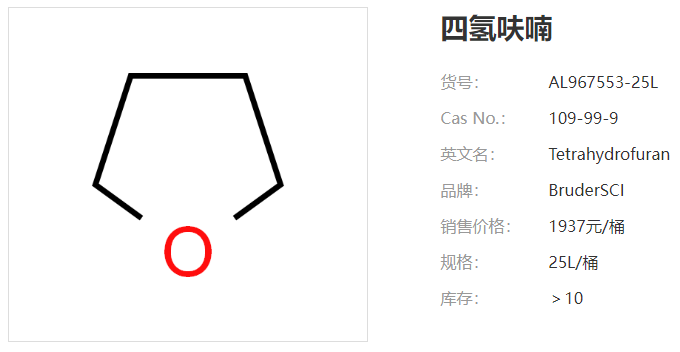 四氢呋喃
货号： AL967553-25L
Cas No.： 109-99-9
英文名： Tetrahydrofuran
品牌： BruderSCI
销售价格： 1937元/桶
规格： 25L/桶
库存： ＞10
O